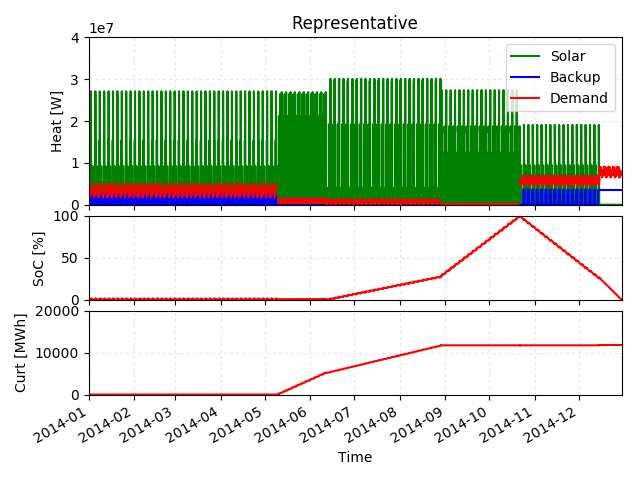 Representative
1e7
4
3
2
1
0
Heat [W]
Solar
Backup
Demand
100
50
0
SoC [%]
20000
10000
0
Curt [MWh]
2014-01
2014-02
2014-03
2014-04
2014-05
2014-06
2014-07
2014-08
2014-09
2014-10
2014-11
2014-12
Time